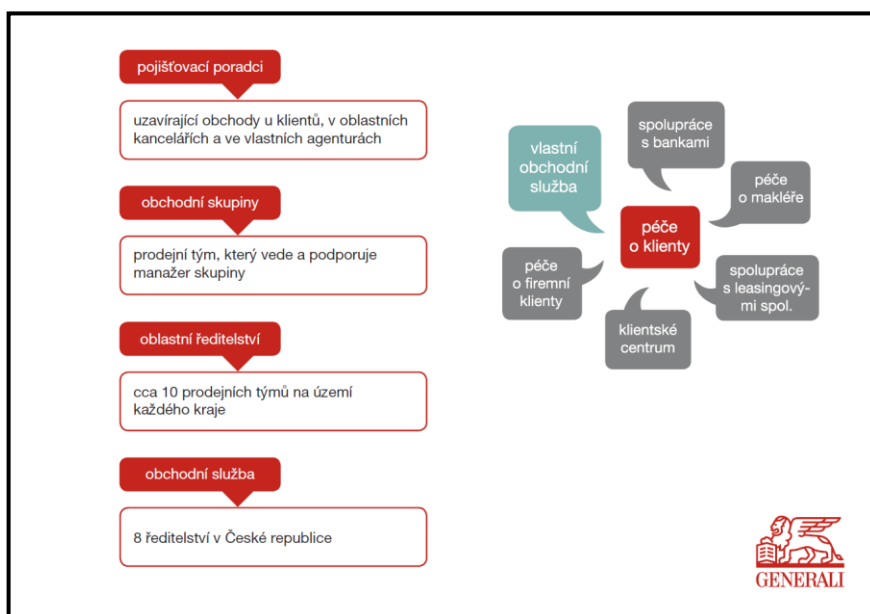 pojišťovací poradci
uzavírající obchody u klientů, v oblastních
kancelářích a ve vlastních agenturách
obchodní skupiny
prodejní tým, který vede a podporuje
manažer skupiny
oblastní ředitelství
cca 10 prodejních týmů na území
každého kraje
obchodní služba
8 ředitelství v České republice
vlastní
obchodní
služba
spolupráce
s bankami
péče
o makléře
péče
o klienty
péče
o firemní
klienty
spolupráce
s leasingový-
mi spol.
klientské
centrum
GENERALI